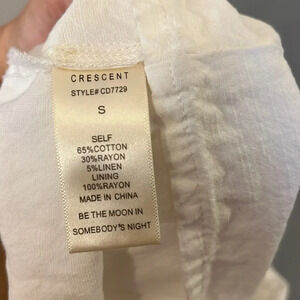 CRESCENT
STYLE# CD7729
S
SELF
65%COTTON
30%RAYON
5%LINEN
LINING
100%RAYON
MADE IN CHINA
BE THE MOON IN
SOMEBODY'S NIGHT